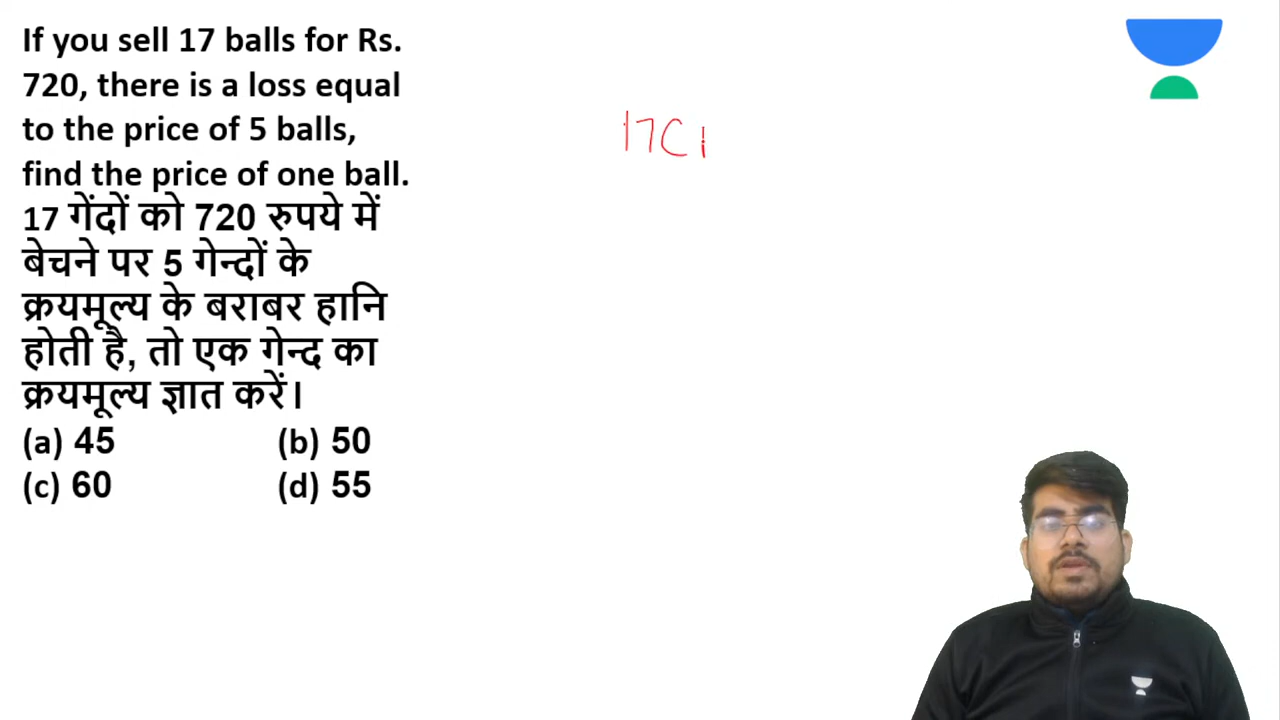 If you sell 17 balls for Rs.
720, there is a loss equal
to the price of 5 balls,
find the price of one ball.
17 गेंदों को 720 रुपये में
बेचने पर 5 गेन्दों के
क्रयमूल्य के बराबर हानि
होती है, तो एक गेन्द का
क्रयमूल्य ज्ञात करें।
(a) 45 (b) 50
(c) 60 (d) 55
17C